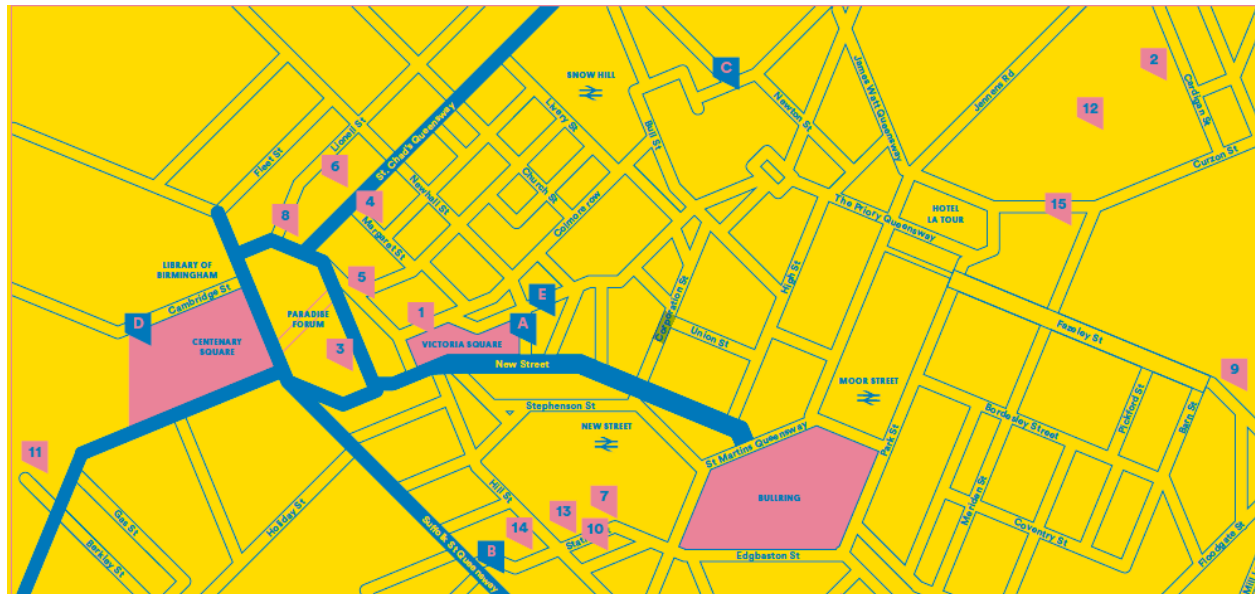 SNOW HILL
C
2
12
Jennens Rd
James Watt Queensway
Cardigan St
Curzon St
Newton St
Bull St
Livery St
Lionell St
Fleet St
6
St. Chad's Queensway
Newhall St
Church St
Colmore row
4
Margaret St
8
15
HOTEL
LA TOUR
The Priory Queensway
LIBRARY OF
BIRMINGHAM
Cambridge St
5
High St
E
D
CENTENARY
SQUARE
PARADISE
FORUM
3
1
A
VICTORIA SQUARE
New Street
Corporation St
Union St
Fazeley St
9
MOOR STREET
Stephenson St
NEW STREET
St Martins Queensway
Park St
Bordesley Street
Pickford St
Barn St
11
BULLRING
Hill St
7
13
10
14
Stat
B
Gas St
Berkley St
Holliday St
Suffolk St Queensway
Edgbaston St
Meriden St
Coventry St
Floodgate St
Mill L